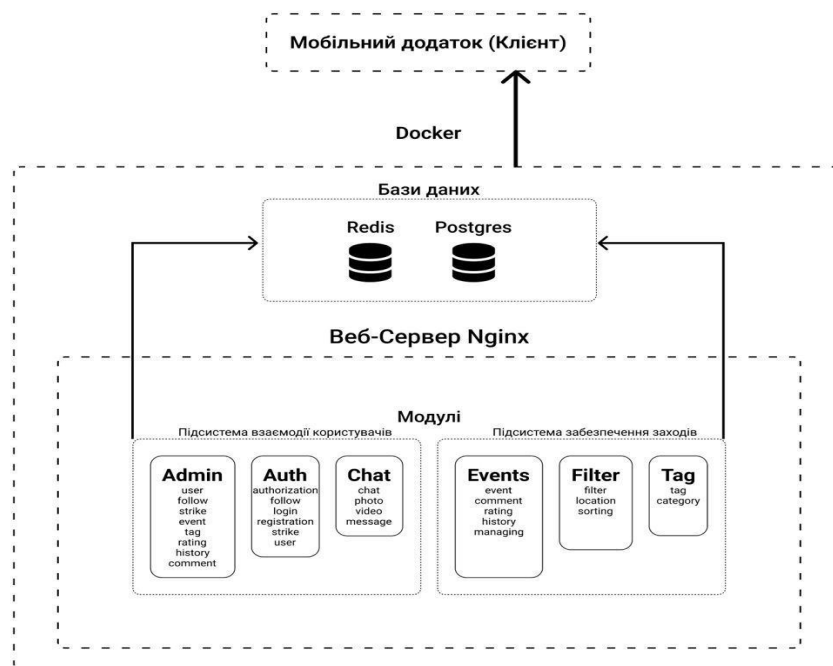 Мобільний додаток (Клієнт)
Docker
Бази даних
Redis
Postgres
Веб-Сервер Nginx
Модулі
Підсистема взаємодії користувачів
Admin
user
follow
strike
event
tag
rating
history
comment
Auth
authorization
follow
login
registration
strike
user
Chat
chat
photo
video
message
Підсистема забезпечення заходів
Events
event
comment
rating
history
managing
Filter
filter
location
sorting
Tag
tag
category